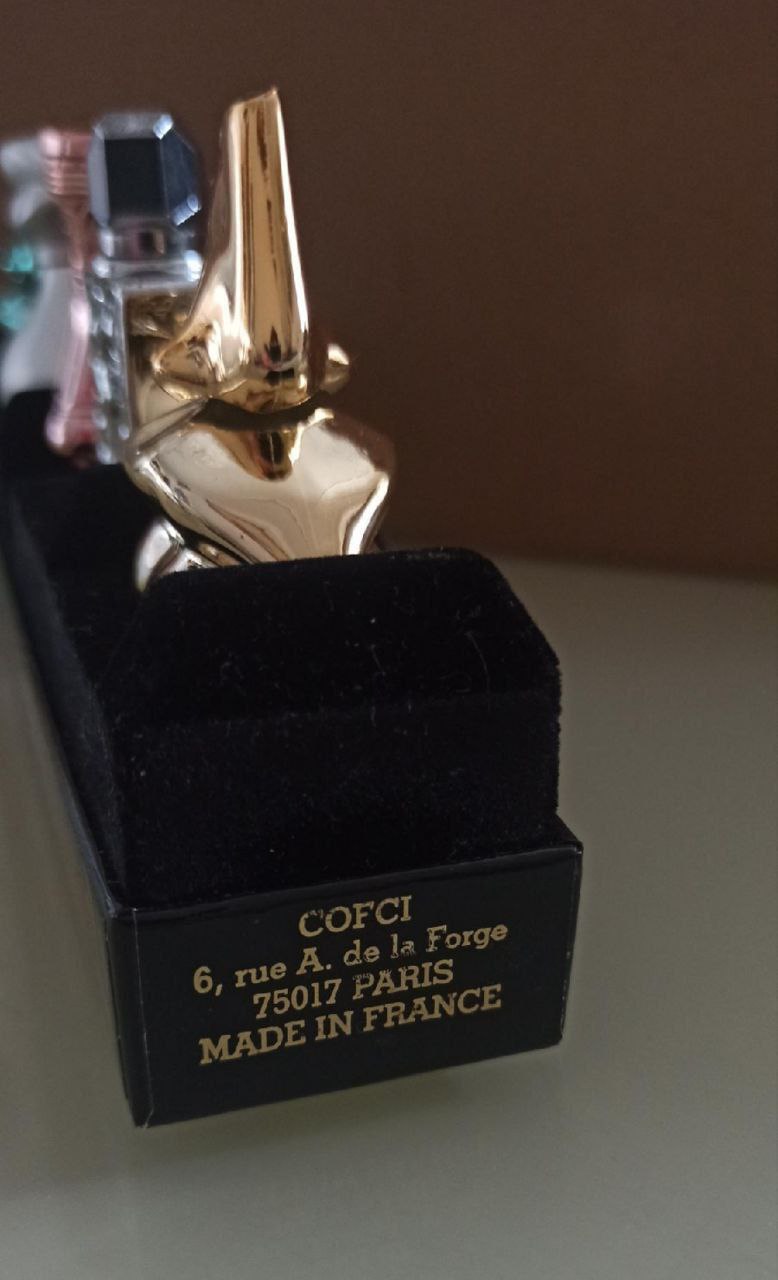 COFCI
6, rue A. de la Forge
75017 PARIS
MADE IN FRANCE